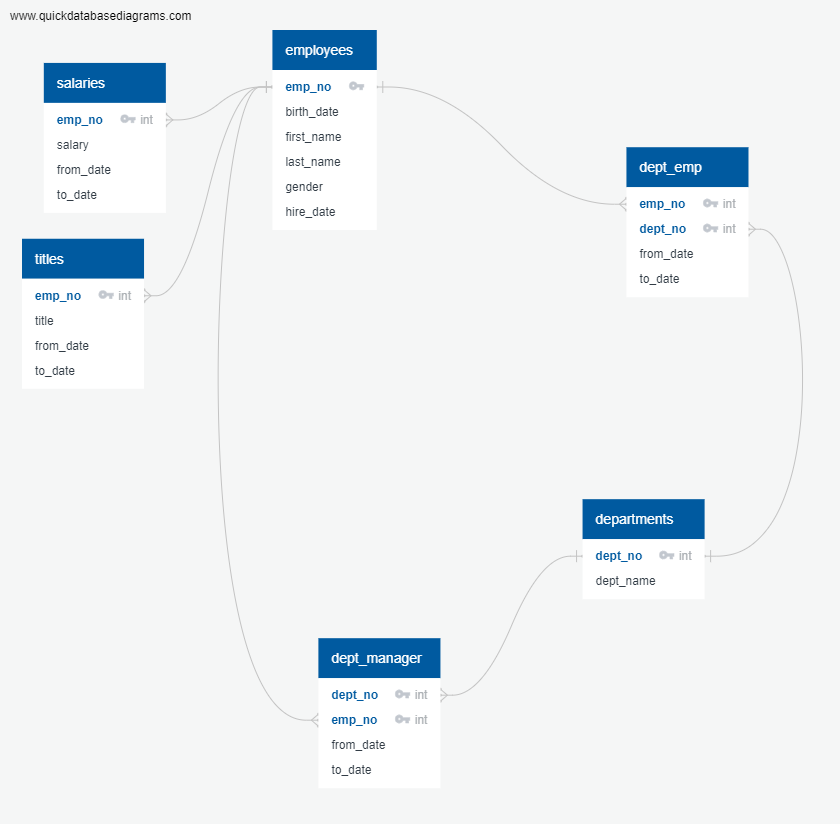 www.quickdatabasediagrams.com
employees
emp_no
birth_date
first_name
last_name
gender
hire_date
salaries
emp_no int
salary
from_date
to_date
dept_emp
emp_no int
dept_no int
from_date
to_date
titles
emp_no int
title
from_date
to_date
departments
dept_no int
dept_name
dept_manager
dept_no int
emp_no int
from_date
to_date